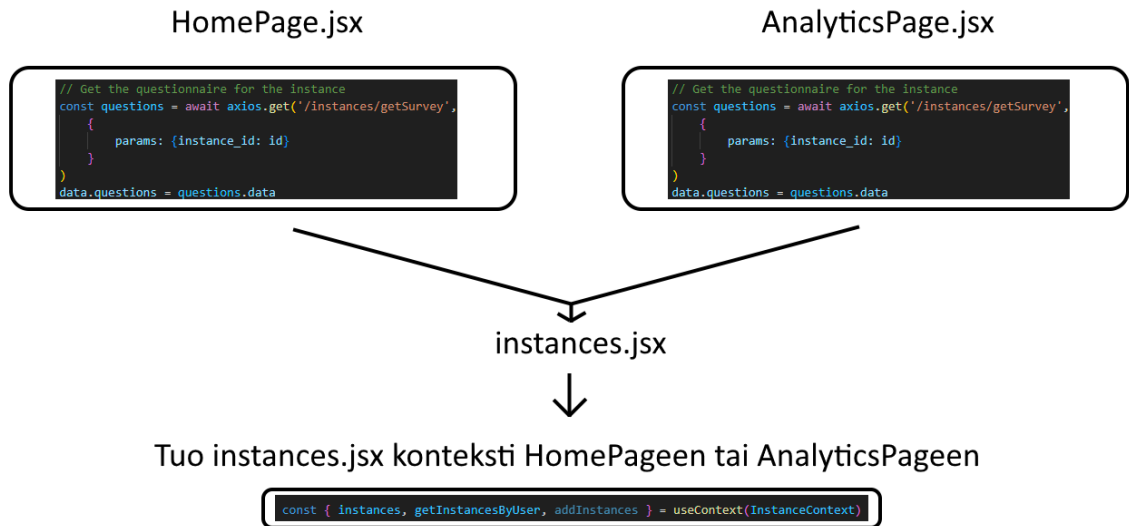 HomePage.jsx
// Get the questionnaire for the instance
const questions = await axios.get('/instances/getSurvey',
{
params: {instance_id: id}
}
)
data.questions = questions.data
AnalyticsPage.jsx
// Get the questionnaire for the instance
const questions = await axios.get('/instances/getSurvey',
{
params: {instance_id: id}
}
)
data.questions = questions.data
instances.jsx
Tuo instances.jsx konteksti HomePageen tai AnalyticsPageen
const { instances, getInstancesByUser, addInstances } = useContext(InstanceContext)